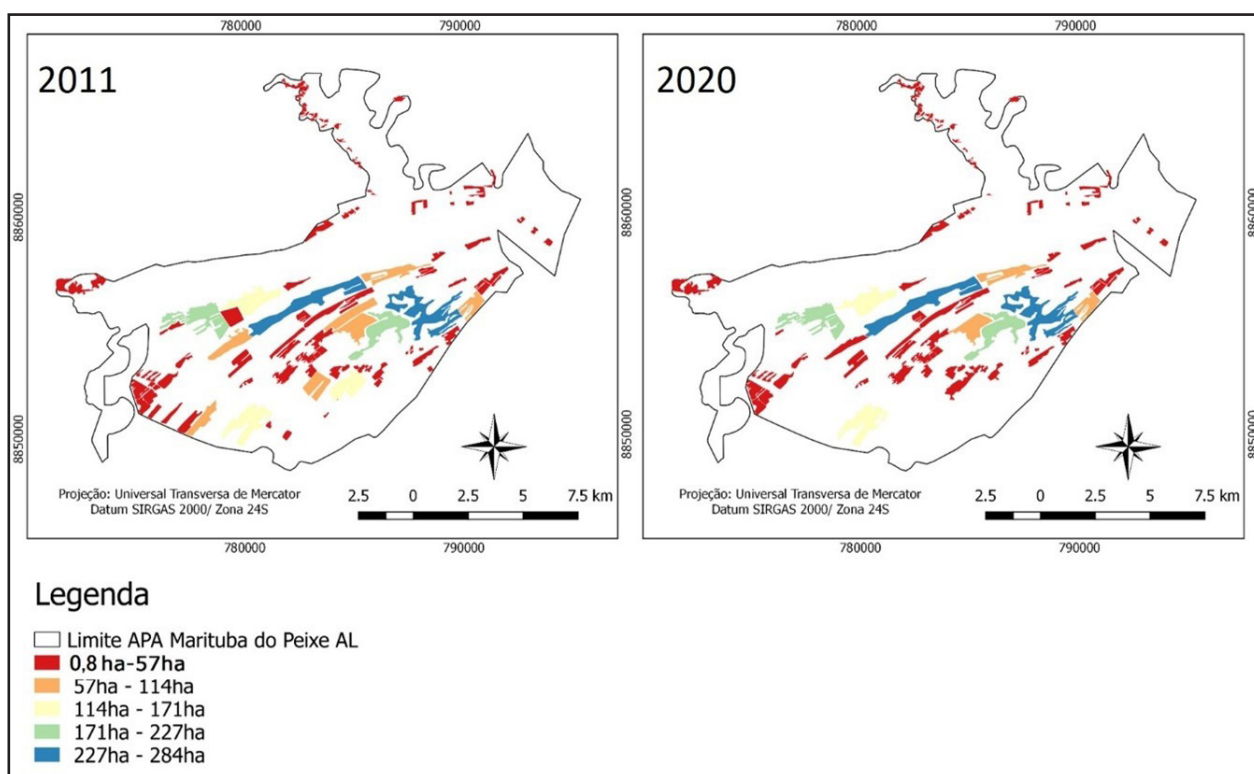 780000 790000 780000 790000
2011
2020
8860000 8860000 8860000
8850000 8850000 8850000
Projeção: Universal Transversa de Mercator
Datum SIRGAS 2000/ Zona 24S
2.5 0 2.5 5 7.5 km
Projeção: Universal Transversa de Mercator
Datum SIRGAS 2000/ Zona 24S
2.5 0 2.5 5 7.5 km
780000 790000 780000 790000
Legenda
Limite APA Marituba do Peixe AL
0,8 ha-57ha
57ha - 114ha
114ha - 171ha
171ha - 227ha
227ha - 284ha